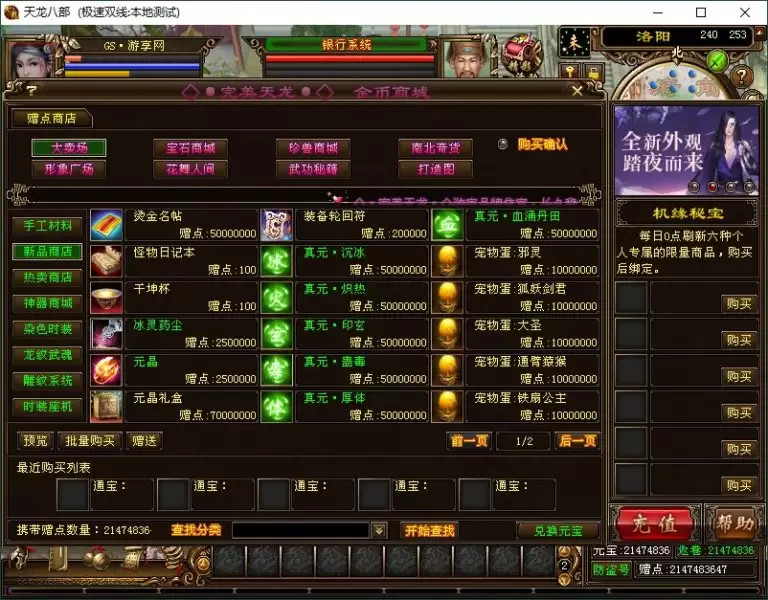 天龙八部 (极速双线:本地测试)
GS·游享网
银行系统
精彩
未
洛阳 240 253
北
?
◇●完美天龙●◇ 金币商城
赠点商店
大卖场 宝石商城 珍兽商城 南北奇货 购买确认
形象广场 花舞人间 武功秘籍 打造图
手工材料
新品商店
热卖商店
神器商城
染色时装
龙纹武魂
雕纹系统
时装座机
烫金名帖 赠点:50000000
装备轮回符 赠点:200000
真元·血涌丹田 赠点:50000000
怪物日记本 赠点:100
真元·沉冰 赠点:50000000
宠物蛋:邪灵 赠点:10000000
干坤杯 赠点:100
真元·炽热 赠点:50000000
宠物蛋:狐妖剑君 赠点:10000000
冰灵药尘 赠点:2500000
真元·印玄 赠点:50000000
宠物蛋:大圣 赠点:10000000
元晶 赠点:2500000
真元·蛊毒 赠点:50000000
宠物蛋:通臂猿猴 赠点:10000000
元晶礼盒 赠点:70000000
真元·厚体 赠点:50000000
宠物蛋:铁扇公主 赠点:10000000
预览 批量购买 赠送 前一页 1/2 后一页
最近购买列表
通宝: 通宝: 通宝: 通宝: 通宝:
携带赠点数量:21474836 查找分类 开始查找 兑换元宝
全新外观
踏夜而来
机缘秘宝
每日0点刷新六种个
人专属的限量商品，购买
后绑定。
购买
购买
购买
购买
购买
购买
充值 帮助
元宝:21474836
:21474836
防盗号 赠点:2147483647
2